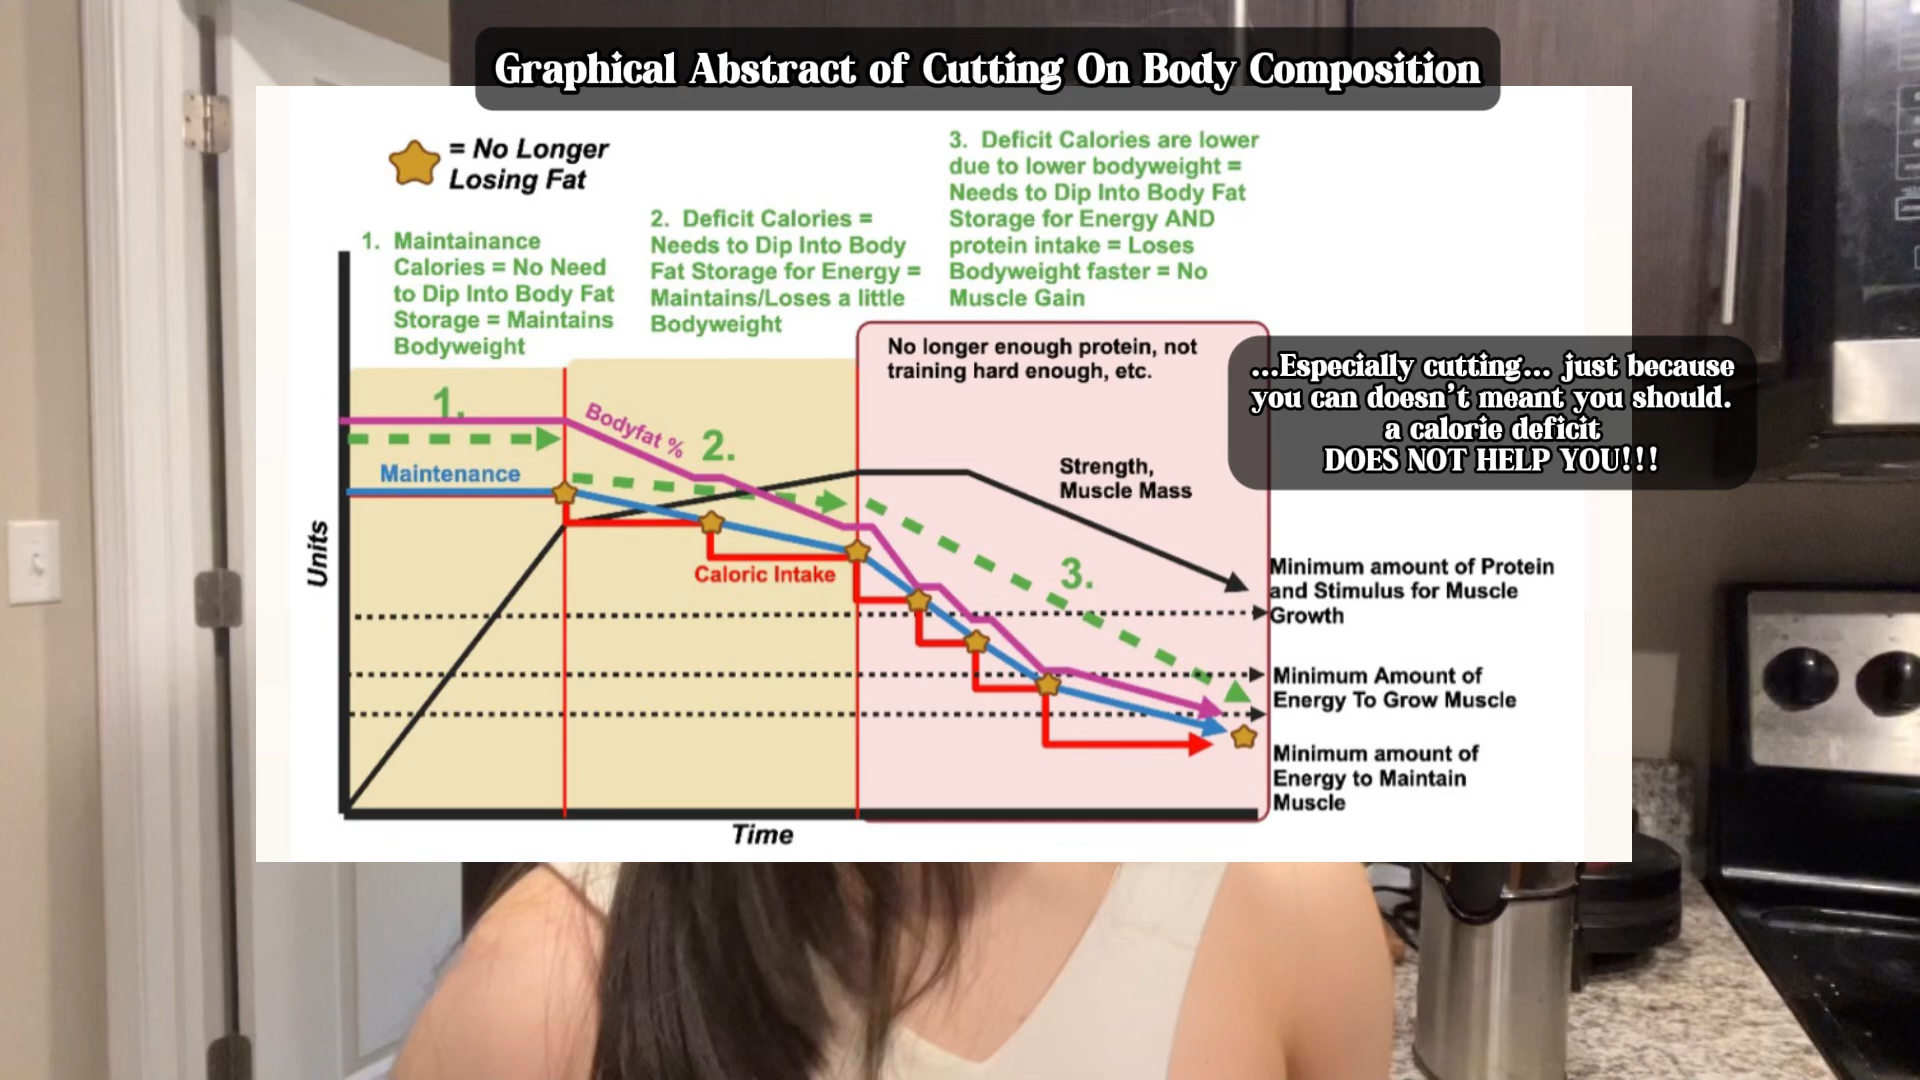 Graphical Abstract of Cutting On Body Composition
= No Longer
Losing Fat
1. Maintainance
Calories = No Need
to Dip Into Body Fat
Storage = Maintains
Bodyweight
2. Deficit Calories =
Needs to Dip Into Body
Fat Storage for Energy =
Maintains/Loses a little
Bodyweight
3. Deficit Calories are lower
due to lower bodyweight =
Needs to Dip Into Body Fat
Storage for Energy AND
protein intake = Loses
Bodyweight faster = No
Muscle Gain
No longer enough protein, not
training hard enough, etc.
...Especially cutting... just because
you can doesn't meant you should.
a calorie deficit
DOES NOT HELP YOU!!!
1.
Bodyfat %
2.
Maintenance
Strength,
Muscle Mass
Units
Caloric Intake
3.
Minimum amount of Protein
and Stimulus for Muscle
Growth
Minimum Amount of
Energy To Grow Muscle
Minimum amount of
Energy to Maintain
Muscle
Time